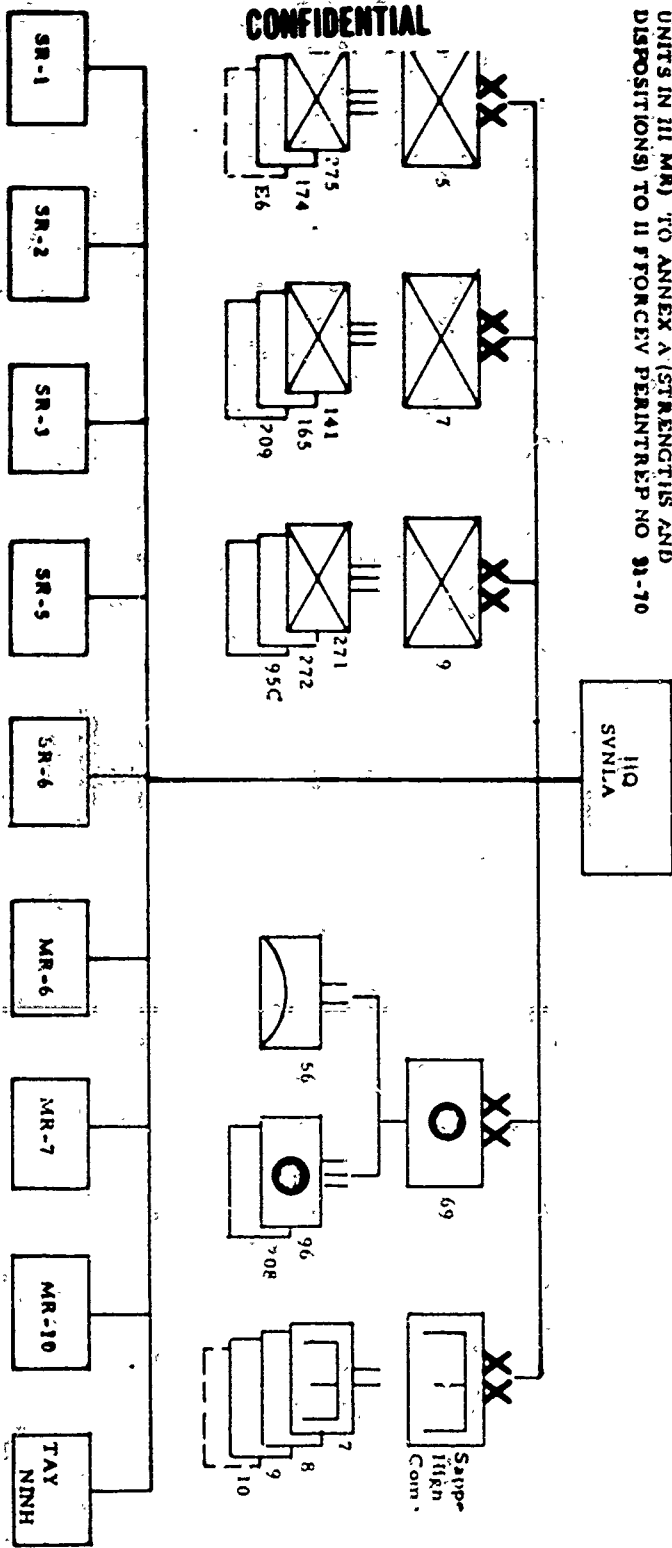 CONFIDENTIAL
UNITS IN III MR) TO ANNEX A (STRENGTHS AND
DISPOSITIONS) TO II FFORCEV PERINTREP NO 31-70
HQ
SVNLA
5
7
9
69
Sappe
High
Com.
275
174
E6
141
165
209
271
272
95C
56
96
208
7
8
9
10
SR-1
SR-2
SR-3
SR-5
SR-6
MR-6
MR-7
MR-10
TAY
NINH